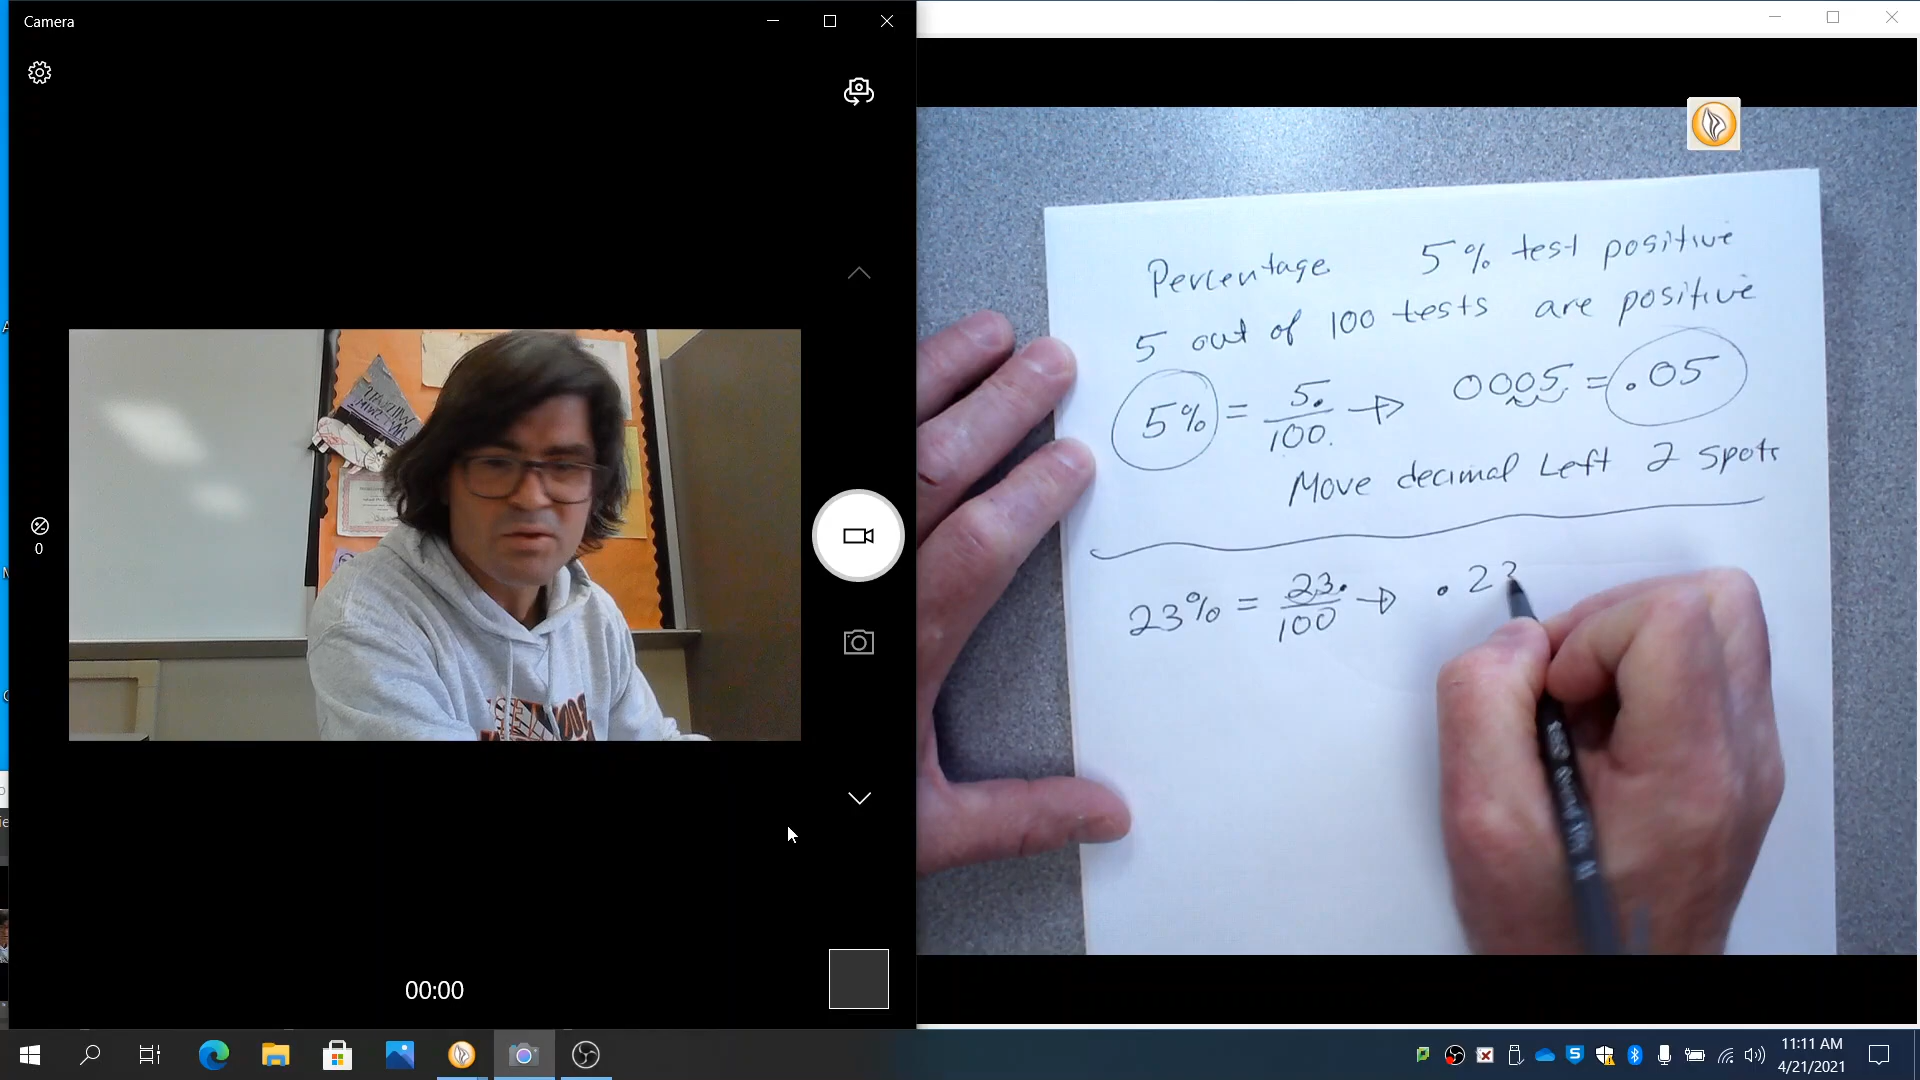 Camera
0
00:00
Percentage 5% test positive
5 out of 100 tests are positive
5% = 5./100. → 0005. = .05
Move decimal Left 2 spots
23% = 23./100 → .23
11:11 AM
4/21/2021